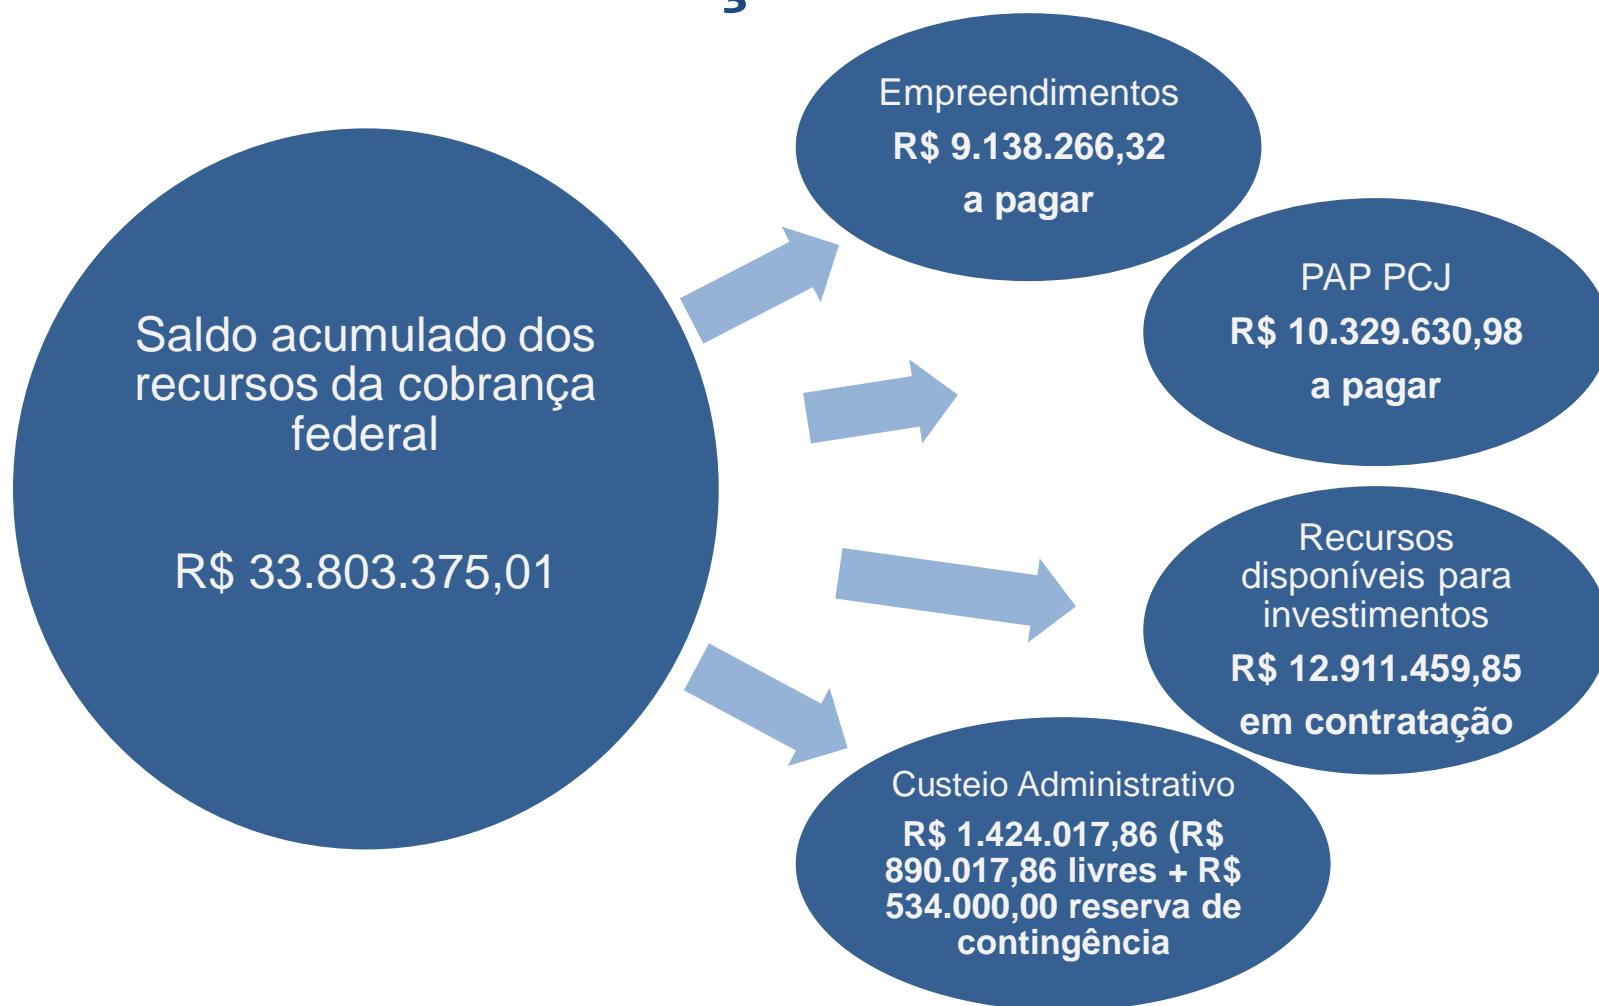 Saldo acumulado dos
recursos da cobrança
federal
R$ 33.803.375,01
Empreendimentos
R$ 9.138.266,32
a pagar
PAP PCJ
R$ 10.329.630,98
a pagar
Recursos
disponíveis para
investimentos
R$ 12.911.459,85
em contratação
Custeio Administrativo
R$ 1.424.017,86 (R$
890.017,86 livres + R$
534.000,00 reserva de
contingência